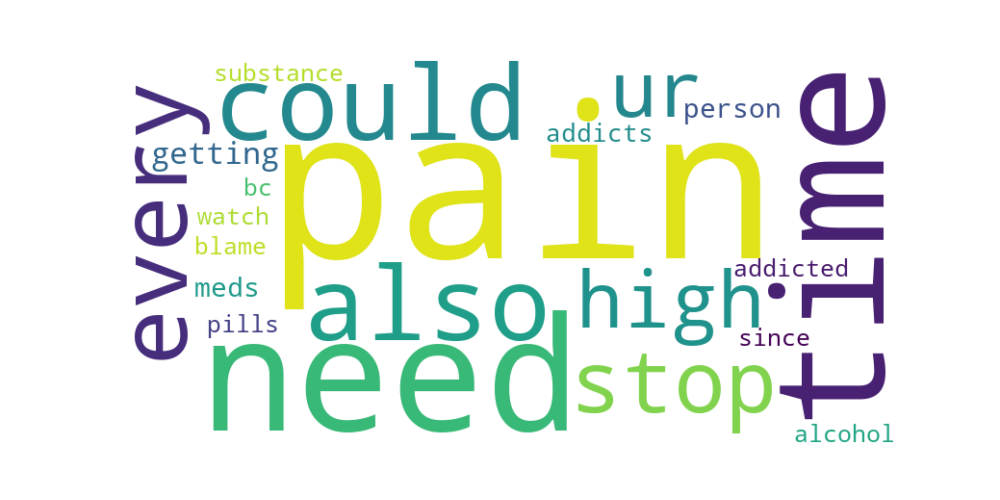 substance
could
ur
person
addicts
every
time
getting
pain
bc
watch
blame
meds
also
high
addicted
pills
since
need
stop
alcohol